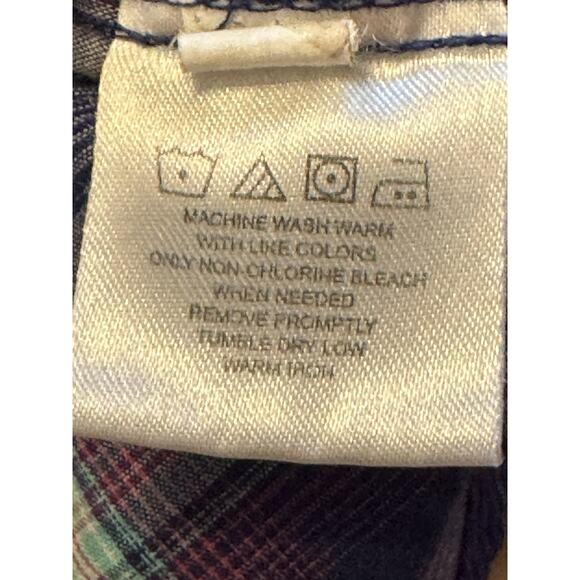 MACHINE WASH WARM
WITH LIKE COLORS
ONLY NON-CHLORINE BLEACH
WHEN NEEDED
REMOVE PROMPTLY
TUMBLE DRY LOW
WARM IRON